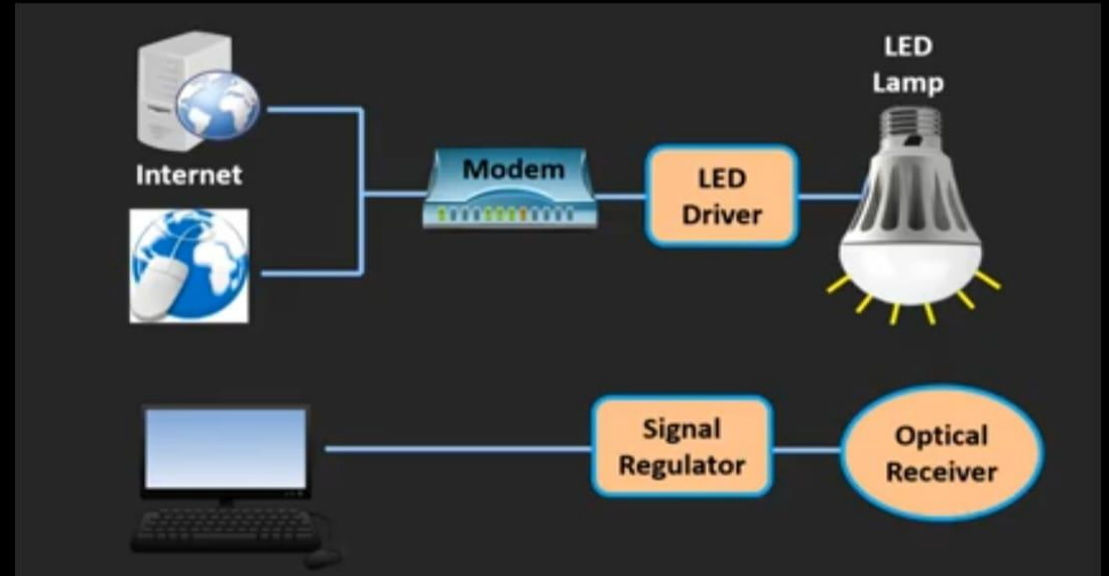 LED
Lamp
Internet
Modem
LED
Driver
Signal
Regulator
Optical
Receiver